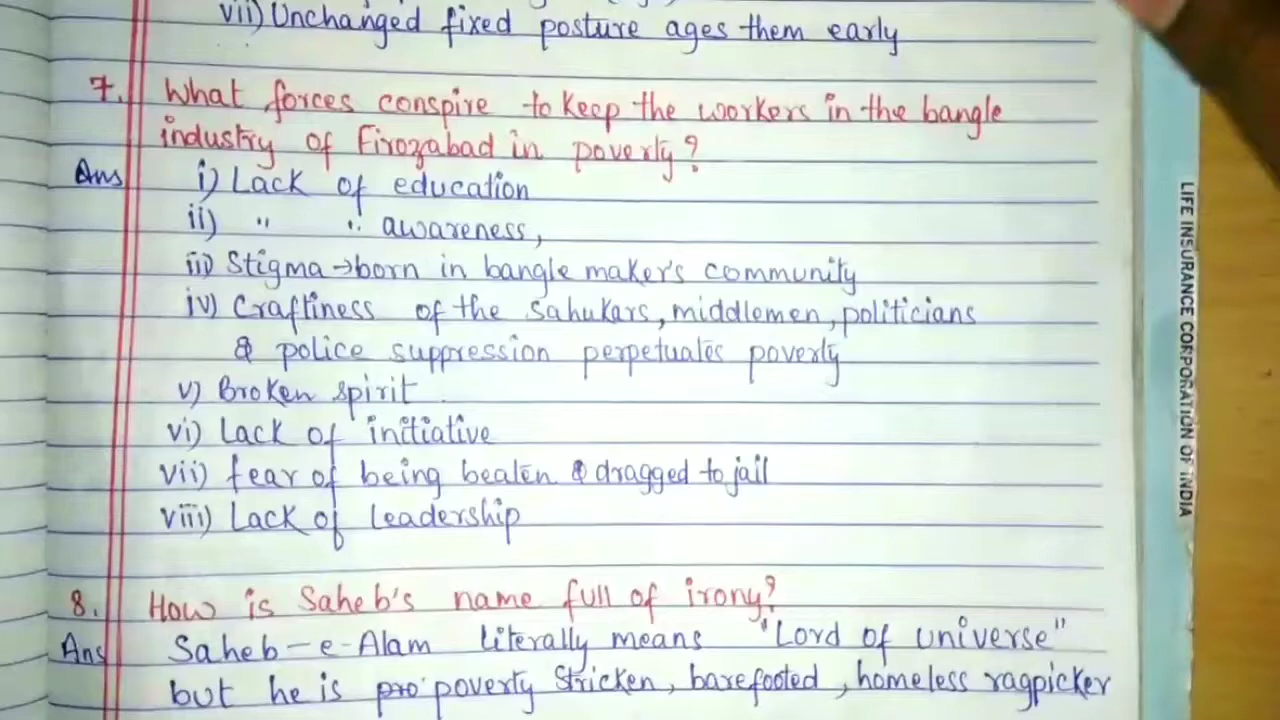 vii) Unchanged fixed posture ages them early
7. What forces conspire to keep the workers in the bangle
industry of Firozabad in poverty?
Ans i) Lack of education
ii) " " awareness,
iii) Stigma→born in bangle maker's community
iv) Craftiness of the Sahukars, middlemen, politicians
& police suppression perpetuates poverty
v) Broken spirit
vi) Lack of initiative
vii) fear of being beaten & dragged to jail
viii) Lack of Leadership
8. How is Saheb's name full of irony?
Ans Saheb-e-Alam literally means "Lord of universe"
but he is poverty stricken, barefooted, homeless ragpicker
LIFE INSURANCE CORPORATION OF INDIA